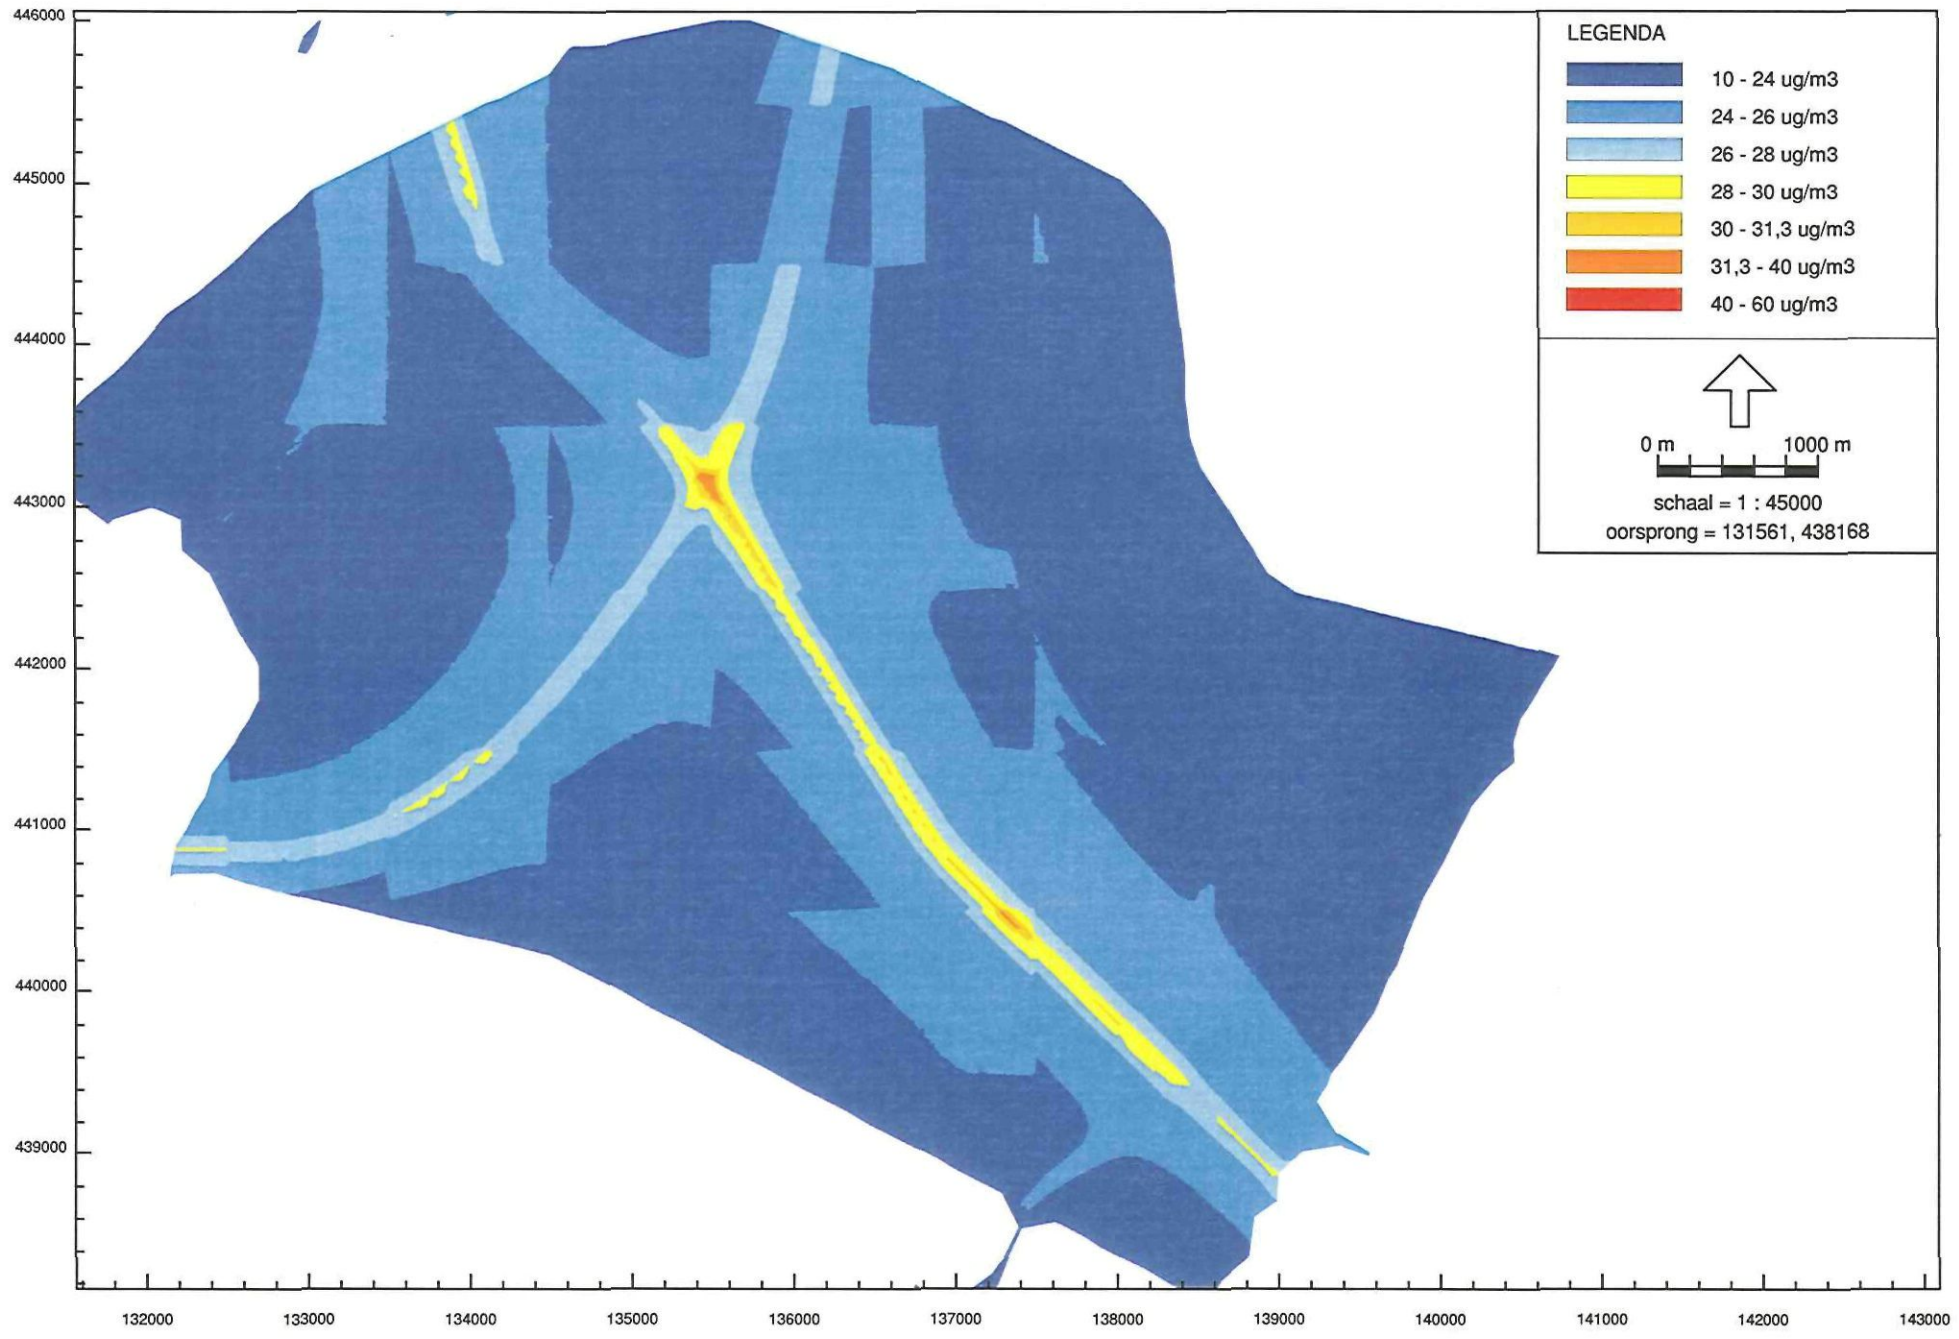 446000
445000
444000
443000
442000
441000
440000
439000
132000 133000 134000 135000 136000 137000 138000 139000 140000 141000 142000 143000
LEGENDA
10 - 24 ug/m3
24 - 26 ug/m3
26 - 28 ug/m3
28 - 30 ug/m3
30 - 31,3 ug/m3
31,3 - 40 ug/m3
40 - 60 ug/m3
0 m 1000 m
schaal = 1 : 45000
oorsprong = 131561, 438168